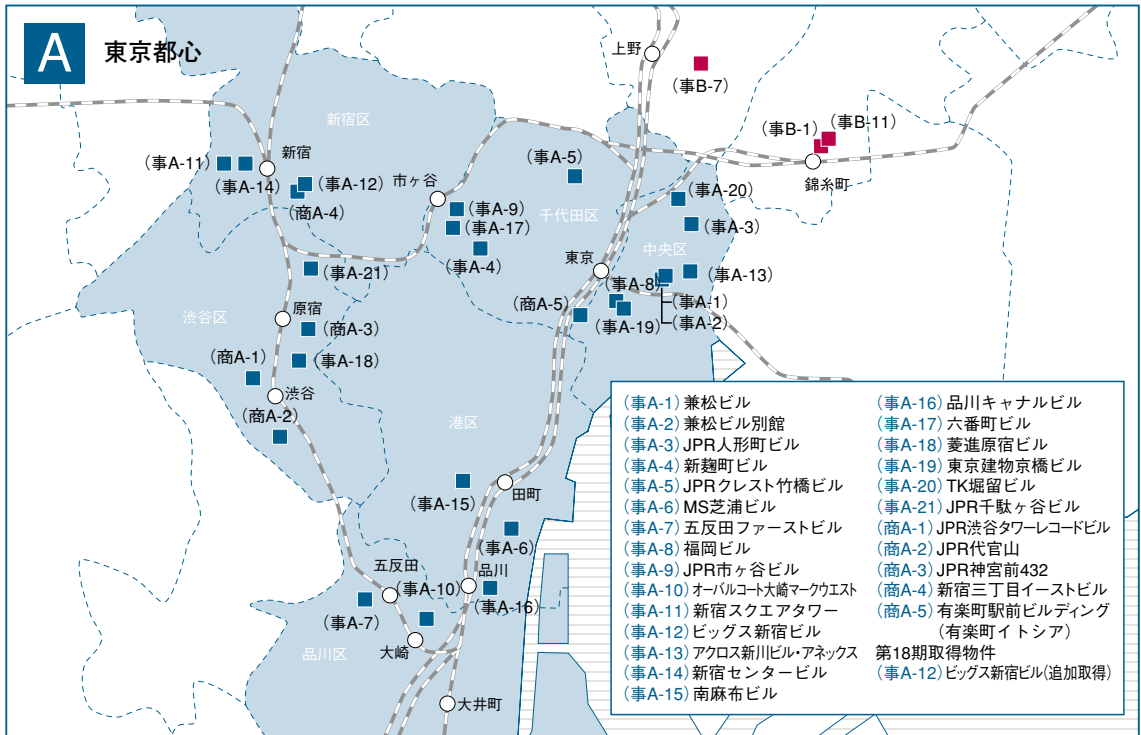 A 東京都心
上野
(事B-7)
(事B-1)
(事B-11)
錦糸町
新宿区
(事A-11)
新宿
(事A-14)
(事A-12)
(商A-4)
市ヶ谷
(事A-5)
(事A-9)
千代田区
(事A-17)
(事A-4)
(事A-20)
(事A-3)
中央区
東京
(事A-8)
(事A-13)
(事A-1)
(事A-2)
(商A-5)
(事A-19)
(事A-21)
渋谷区
原宿
(商A-3)
(商A-1)
(事A-18)
渋谷
(商A-2)
港区
(事A-15)
田町
(事A-6)
五反田
(事A-10)
品川
(事A-16)
(事A-7)
品川区
大崎
大井町
(事A-1)兼松ビル
(事A-2)兼松ビル別館
(事A-3)JPR人形町ビル
(事A-4)新麹町ビル
(事A-5)JPRクレスト竹橋ビル
(事A-6)MS芝浦ビル
(事A-7)五反田ファーストビル
(事A-8)福岡ビル
(事A-9)JPR市ヶ谷ビル
(事A-10)オーバルコート大崎マークウエスト
(事A-11)新宿スクエアタワー
(事A-12)ビッグス新宿ビル
(事A-13)アクロス新川ビル・アネックス
(事A-14)新宿センタービル
(事A-15)南麻布ビル
(事A-16)品川キャナルビル
(事A-17)六番町ビル
(事A-18)菱進原宿ビル
(事A-19)東京建物京橋ビル
(事A-20)TK堀留ビル
(事A-21)JPR千駄ヶ谷ビル
(商A-1)JPR渋谷タワーレコードビル
(商A-2)JPR代官山
(商A-3)JPR神宮前432
(商A-4)新宿三丁目イーストビル
(商A-5)有楽町駅前ビルディング
(有楽町イトシア)
第18期取得物件
(事A-12)ビッグス新宿ビル(追加取得)